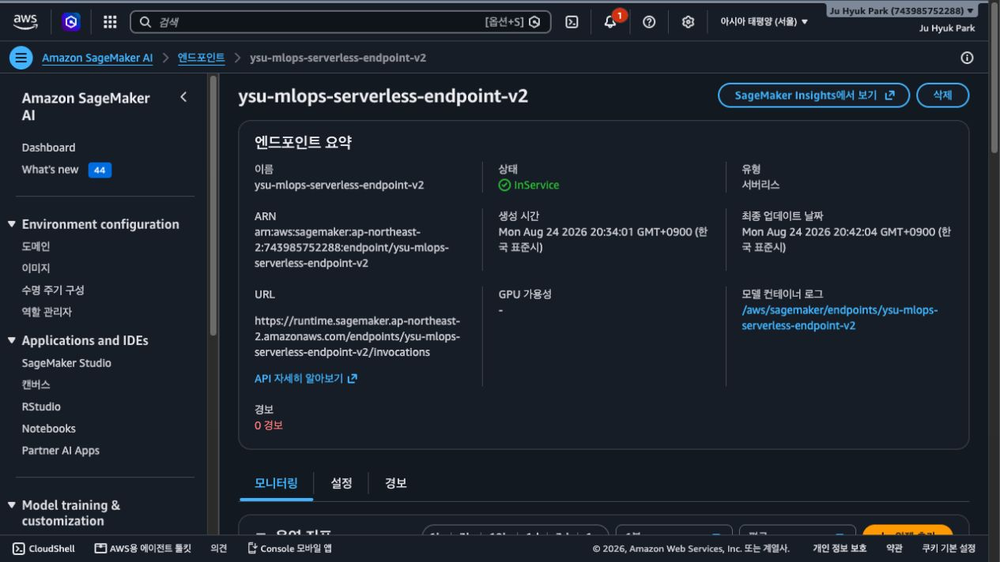 aws
검색
[옵션+S]
1
아시아 태평양 (서울) ▼
Ju Hyuk Park (743985752288) ▼
Ju Hyuk Park
Amazon SageMaker AI
엔드포인트
ysu-mlops-serverless-endpoint-v2
Amazon SageMaker
AI
Dashboard
What's new 44
Environment configuration
도메인
이미지
수명 주기 구성
역할 관리자
Applications and IDEs
SageMaker Studio
캔버스
RStudio
Notebooks
Partner AI Apps
Model training &
customization
ysu-mlops-serverless-endpoint-v2
SageMaker Insights에서 보기
삭제
엔드포인트 요약
이름
ysu-mlops-serverless-endpoint-v2
상태
InService
유형
서버리스
ARN
arn:aws:sagemaker:ap-northeast-
2:743985752288:endpoint/ysu-mlops-
serverless-endpoint-v2
생성 시간
Mon Aug 24 2026 20:34:01 GMT+0900 (한
국 표준시)
최종 업데이트 날짜
Mon Aug 24 2026 20:42:04 GMT+0900 (한
국 표준시)
URL
https://runtime.sagemaker.ap-northeast-
2.amazonaws.com/endpoints/ysu-mlops-
serverless-endpoint-v2/invocations
API 자세히 알아보기
GPU 가용성
-
모델 컨테이너 로그
/aws/sagemaker/endpoints/ysu-mlops-
serverless-endpoint-v2
경보
0 경보
모니터링
설정
경보
CloudShell
AWS용 에이전트 툴킷
의견
Console 모바일 앱
© 2026, Amazon Web Services, Inc. 또는 계열사.
개인 정보 보호
약관
쿠키 기본 설정